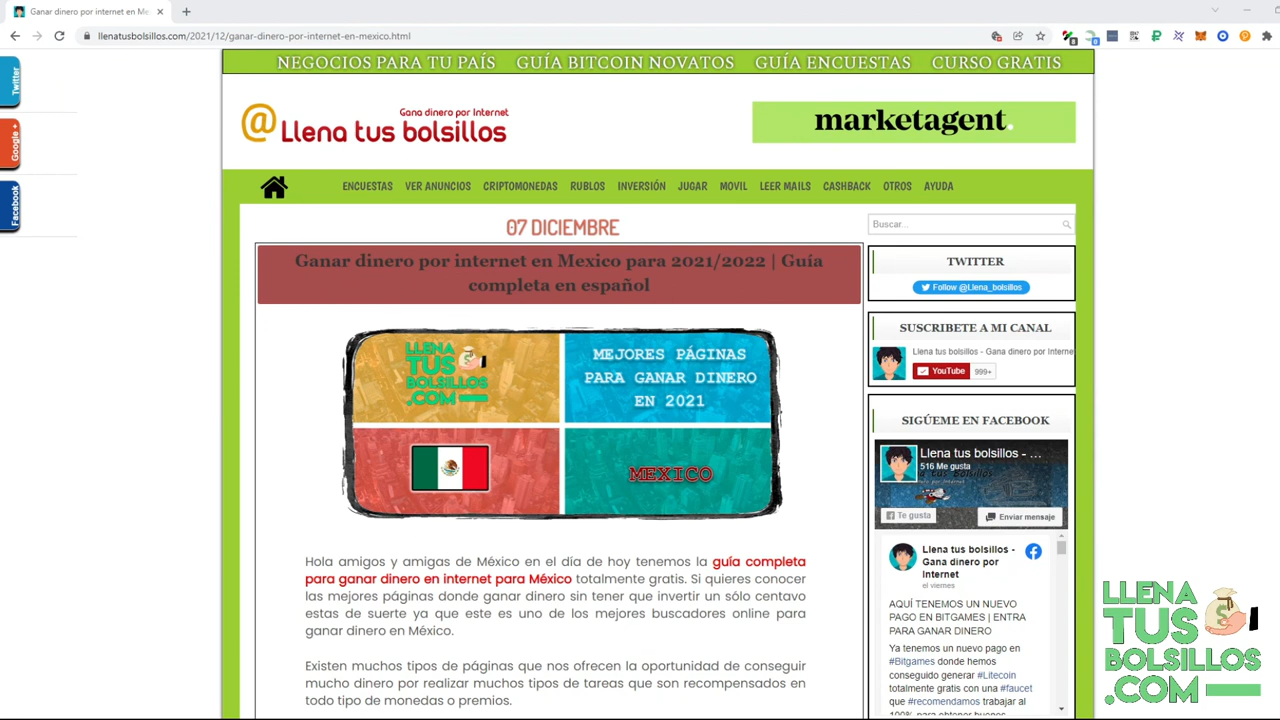 Ganar dinero por internet en Me
llenatusbolsillos.com/2021/12/ganar-dinero-por-internet-en-mexico.html
Twitter
Google +
Facebook
NEGOCIOS PARA TU PAÍS GUÍA BITCOIN NOVATOS GUÍA ENCUESTAS CURSO GRATIS
Gana dinero por Internet
@ Llena tus bolsillos
marketagent.
ENCUESTAS VER ANUNCIOS CRIPTOMONEDAS RUBLOS INVERSIÓN JUGAR MOVIL LEER MAILS CASHBACK OTROS AYUDA
07 DICIEMBRE
Ganar dinero por internet en Mexico para 2021/2022 | Guía
completa en español
LLENA
TUS
BOLSILLOS
.COM
MEJORES PÁGINAS
PARA GANAR DINERO
EN 2021
MEXICO
Hola amigos y amigas de México en el día de hoy tenemos la guía completa
para ganar dinero en internet para México totalmente gratis. Si quieres conocer
las mejores páginas donde ganar dinero sin tener que invertir un sólo centavo
estas de suerte ya que este es uno de los mejores buscadores online para
ganar dinero en México.
Existen muchos tipos de páginas que nos ofrecen la oportunidad de conseguir
mucho dinero por realizar muchos tipos de tareas que son recompensados en
todo tipo de monedas o premios.
Buscar...
TWITTER
Follow @Llena_bolsillos
SUSCRIBETE A MI CANAL
Llena tus bolsillos - Gana dinero por Interne
YouTube 999+
SIGÚEME EN FACEBOOK
Llena tus bolsillos - ...
516 Me gusta
Te gusta
Enviar mensaje
Llena tus bolsillos -
Gana dinero por
Internet
el viernes
AQUÍ TENEMOS UN NUEVO
PAGO EN BITGAMES | ENTRA
PARA GANAR DINERO
Ya tenemos un nuevo pago en
#Bitgames donde hemos
conseguido generar #Litecoin
totalmente gratis con una #faucet
que #recomendamos trabajar al
100% para obtener buenos
LLENA
TUS
BOLSILLOS
.COM